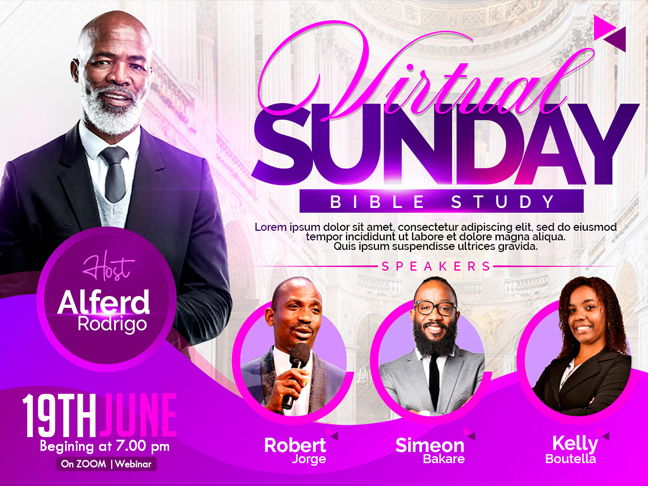 Virtual
SUNDAY
BIBLE STUDY
Lorem ipsum dolor sit amet, consectetur adipiscing elit, sed do eiusmod
tempor incididunt ut labore et dolore magna aliqua.
Quis ipsum suspendisse ultrices gravida.
SPEAKERS
Host
Alferd
Rodrigo
Robert
Jorge
Simeon
Bakare
Kelly
Boutella
19TH JUNE
Begining at 7.00 pm
On ZOOM | Webinar